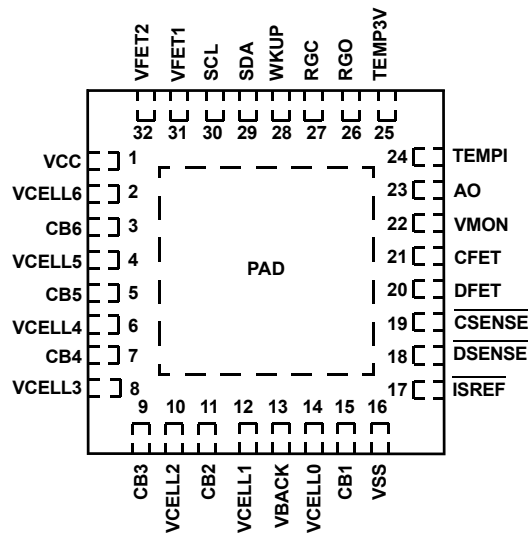 VFET2
VFET1
SCL
SDA
WKUP
RGC
RGO
TEMP3V
32
31
30
29
28
27
26
25
VCC 1
VCELL6 2
CB6 3
VCELL5 4
CB5 5
VCELL4 6
CB4 7
VCELL3 8
PAD
24 TEMPI
23 AO
22 VMON
21 CFET
20 DFET
19 CSENSE
18 DSENSE
17 ISREF
9
10
11
12
13
14
15
16
CB3
VCELL2
CB2
VCELL1
VBACK
VCELL0
CB1
VSS